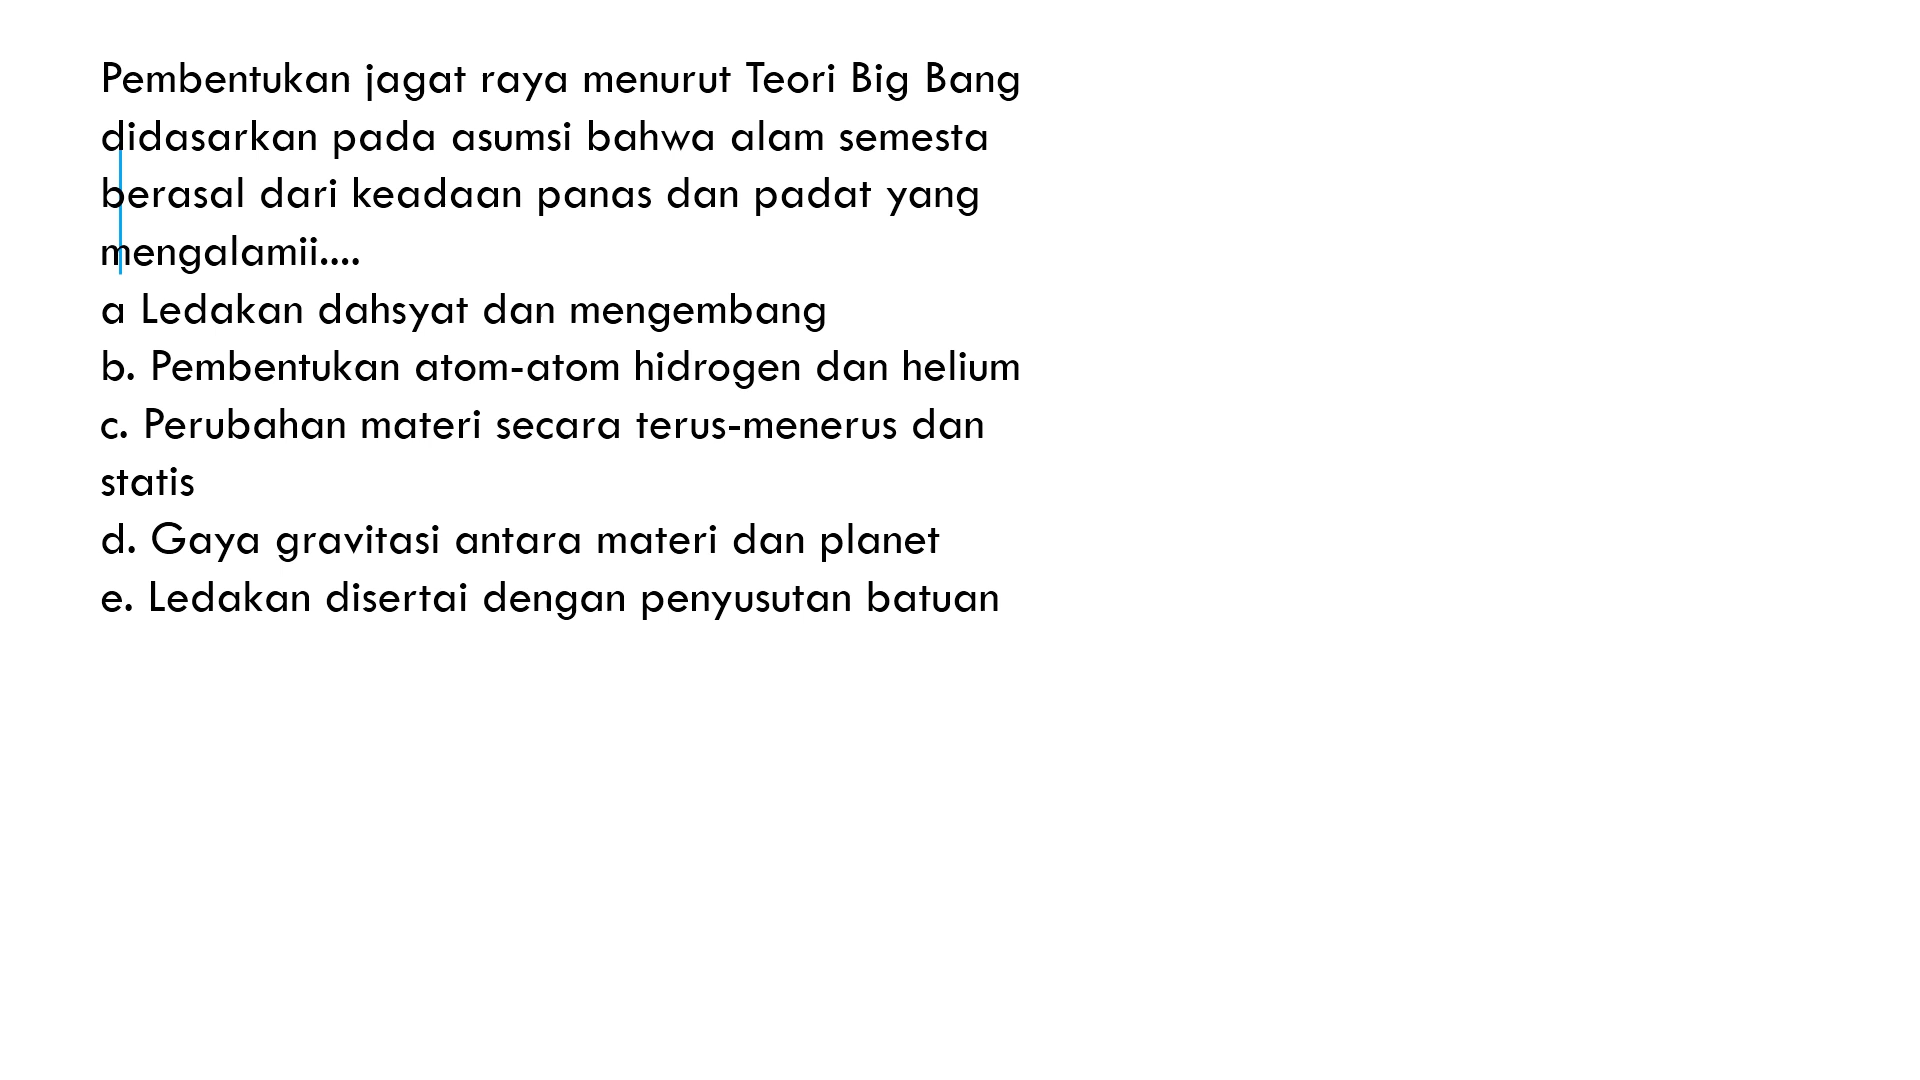 Pembentukan jagat raya menurut Teori Big Bang
didasarkan pada asumsi bahwa alam semesta
berasal dari keadaan panas dan padat yang
mengalamii....
a Ledakan dahsyat dan mengembang
b. Pembentukan atom-atom hidrogen dan helium
c. Perubahan materi secara terus-menerus dan
statis
d. Gaya gravitasi antara materi dan planet
e. Ledakan disertai dengan penyusutan batuan